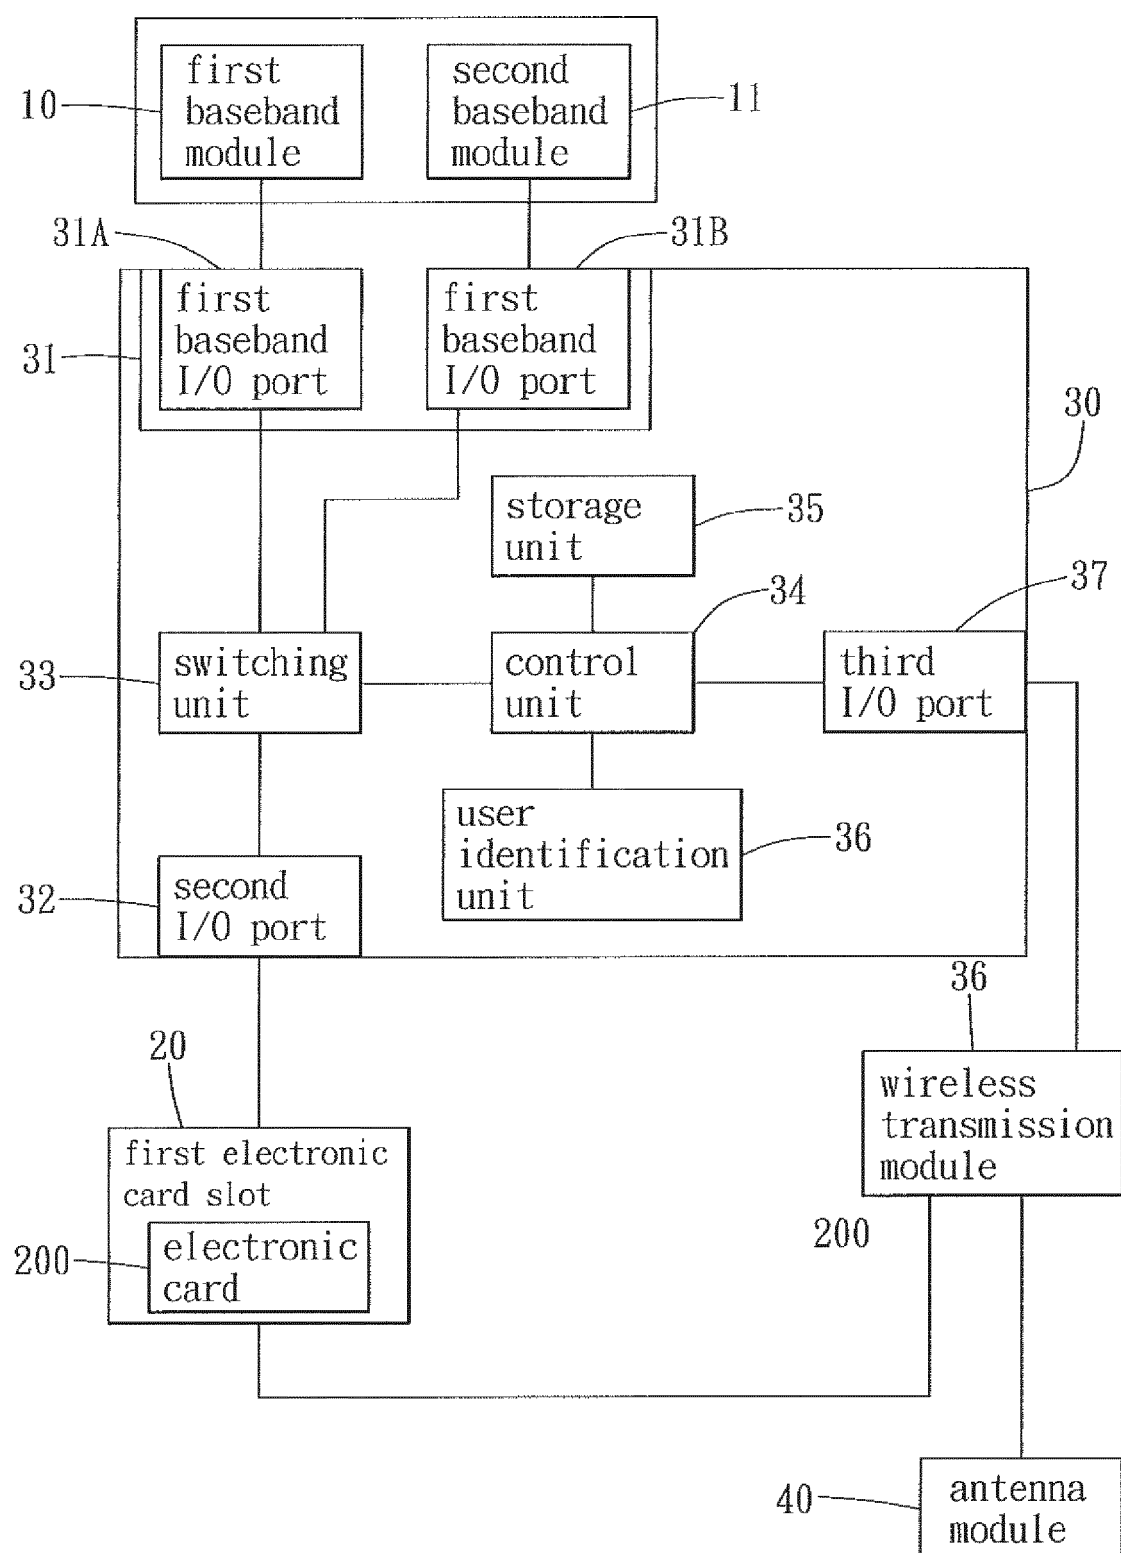 first
baseband
module
second
baseband
module
10
11
31A
31B
first
baseband
I/O port
first
baseband
I/O port
31
30
storage
unit
35
34
37
switching
unit
33
control
unit
third
I/O port
user
identification
unit
36
second
I/O port
32
36
20
wireless
transmission
module
first electronic
card slot
electronic
card
200
200
antenna
module
40